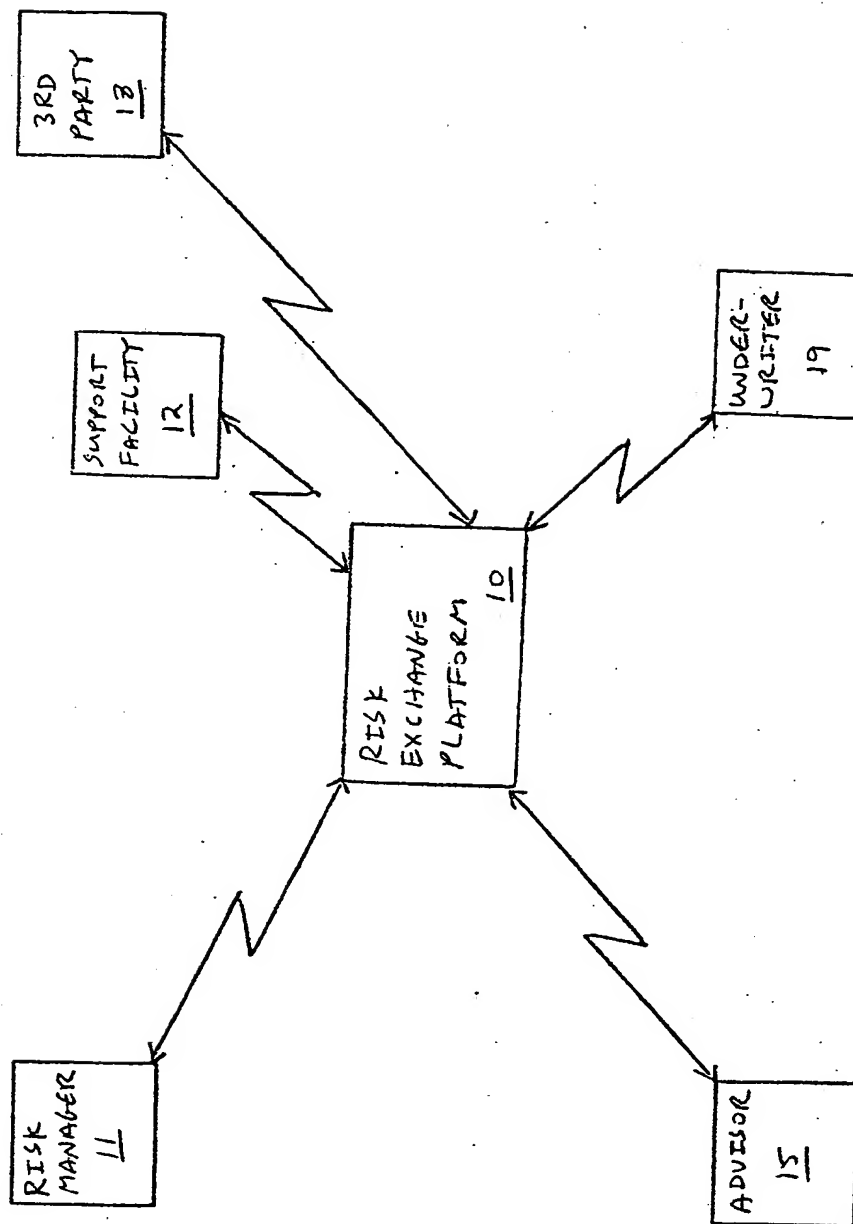 RISK
MANAGER
11
3RD
PARTY
13
SUPPORT
FACILITY
12
RISK
EXCHANGE
PLATFORM
10
ADVISOR
15
UNDER-
WRITER
19